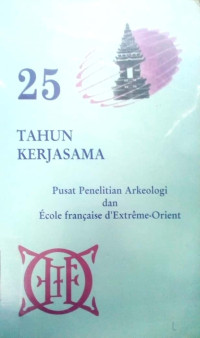 25
TAHUN
KERJASAMA
Pusat Penelitian Arkeologi
dan
École française d'Extrême-Orient